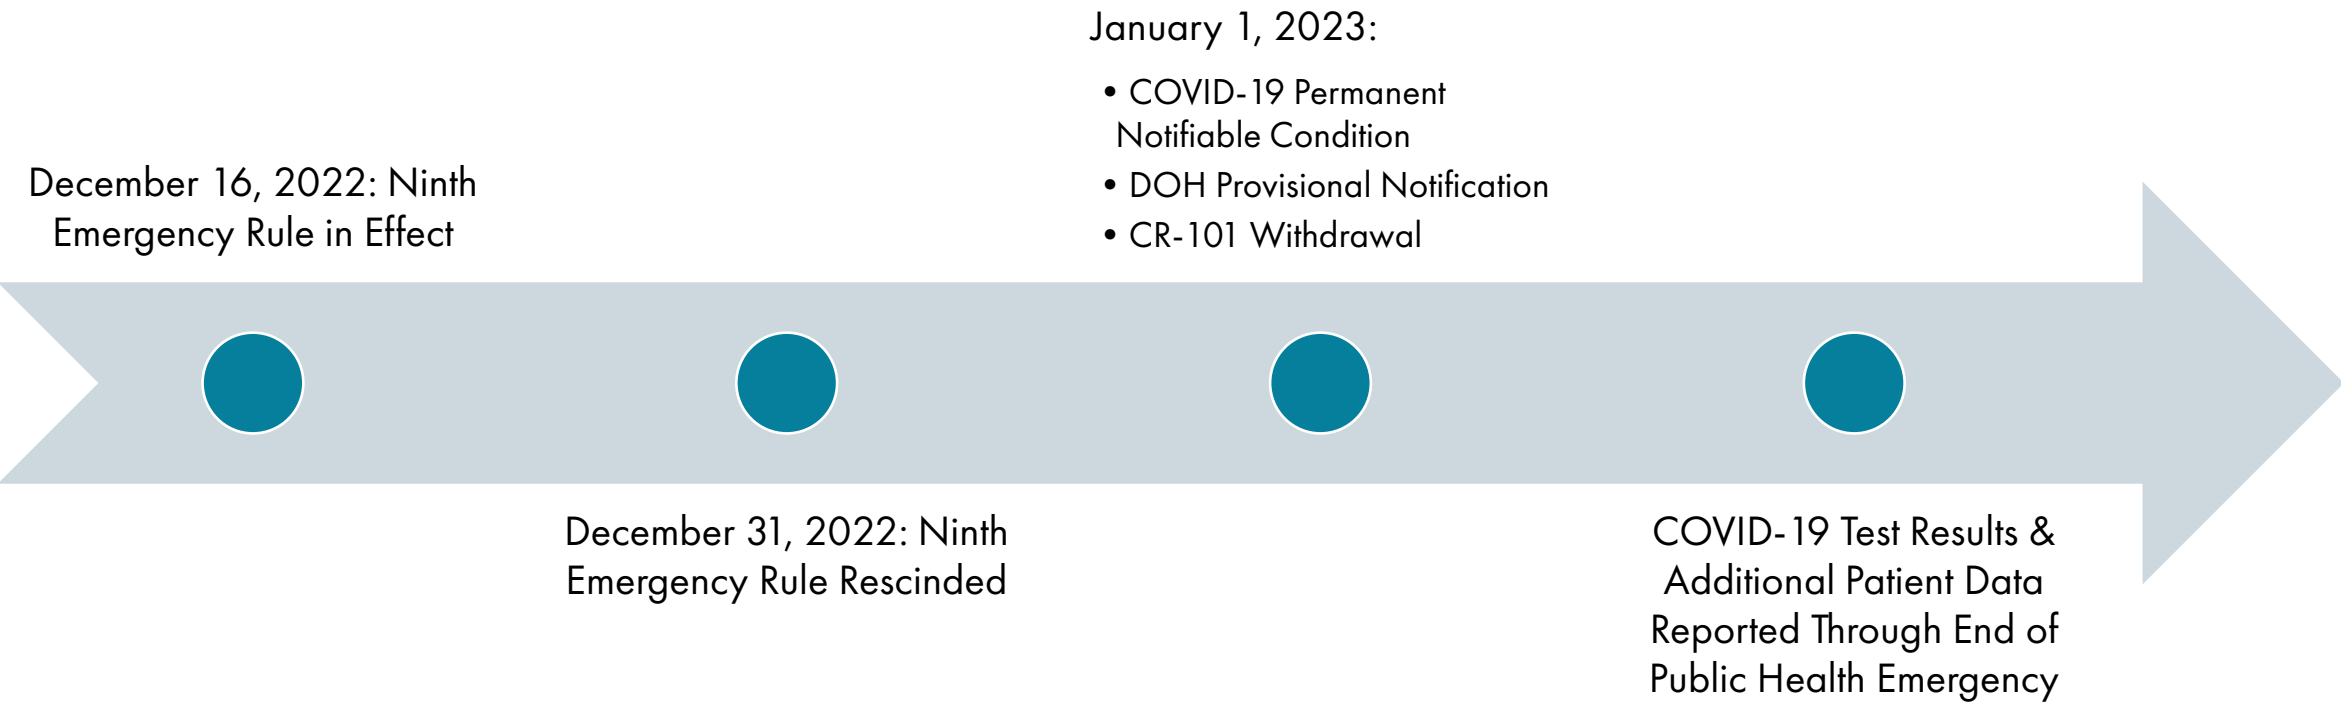 December 16, 2022: Ninth
Emergency Rule in Effect
December 31, 2022: Ninth
Emergency Rule Rescinded
January 1, 2023:
• COVID-19 Permanent
Notifiable Condition
• DOH Provisional Notification
• CR-101 Withdrawal
COVID-19 Test Results &
Additional Patient Data
Reported Through End of
Public Health Emergency